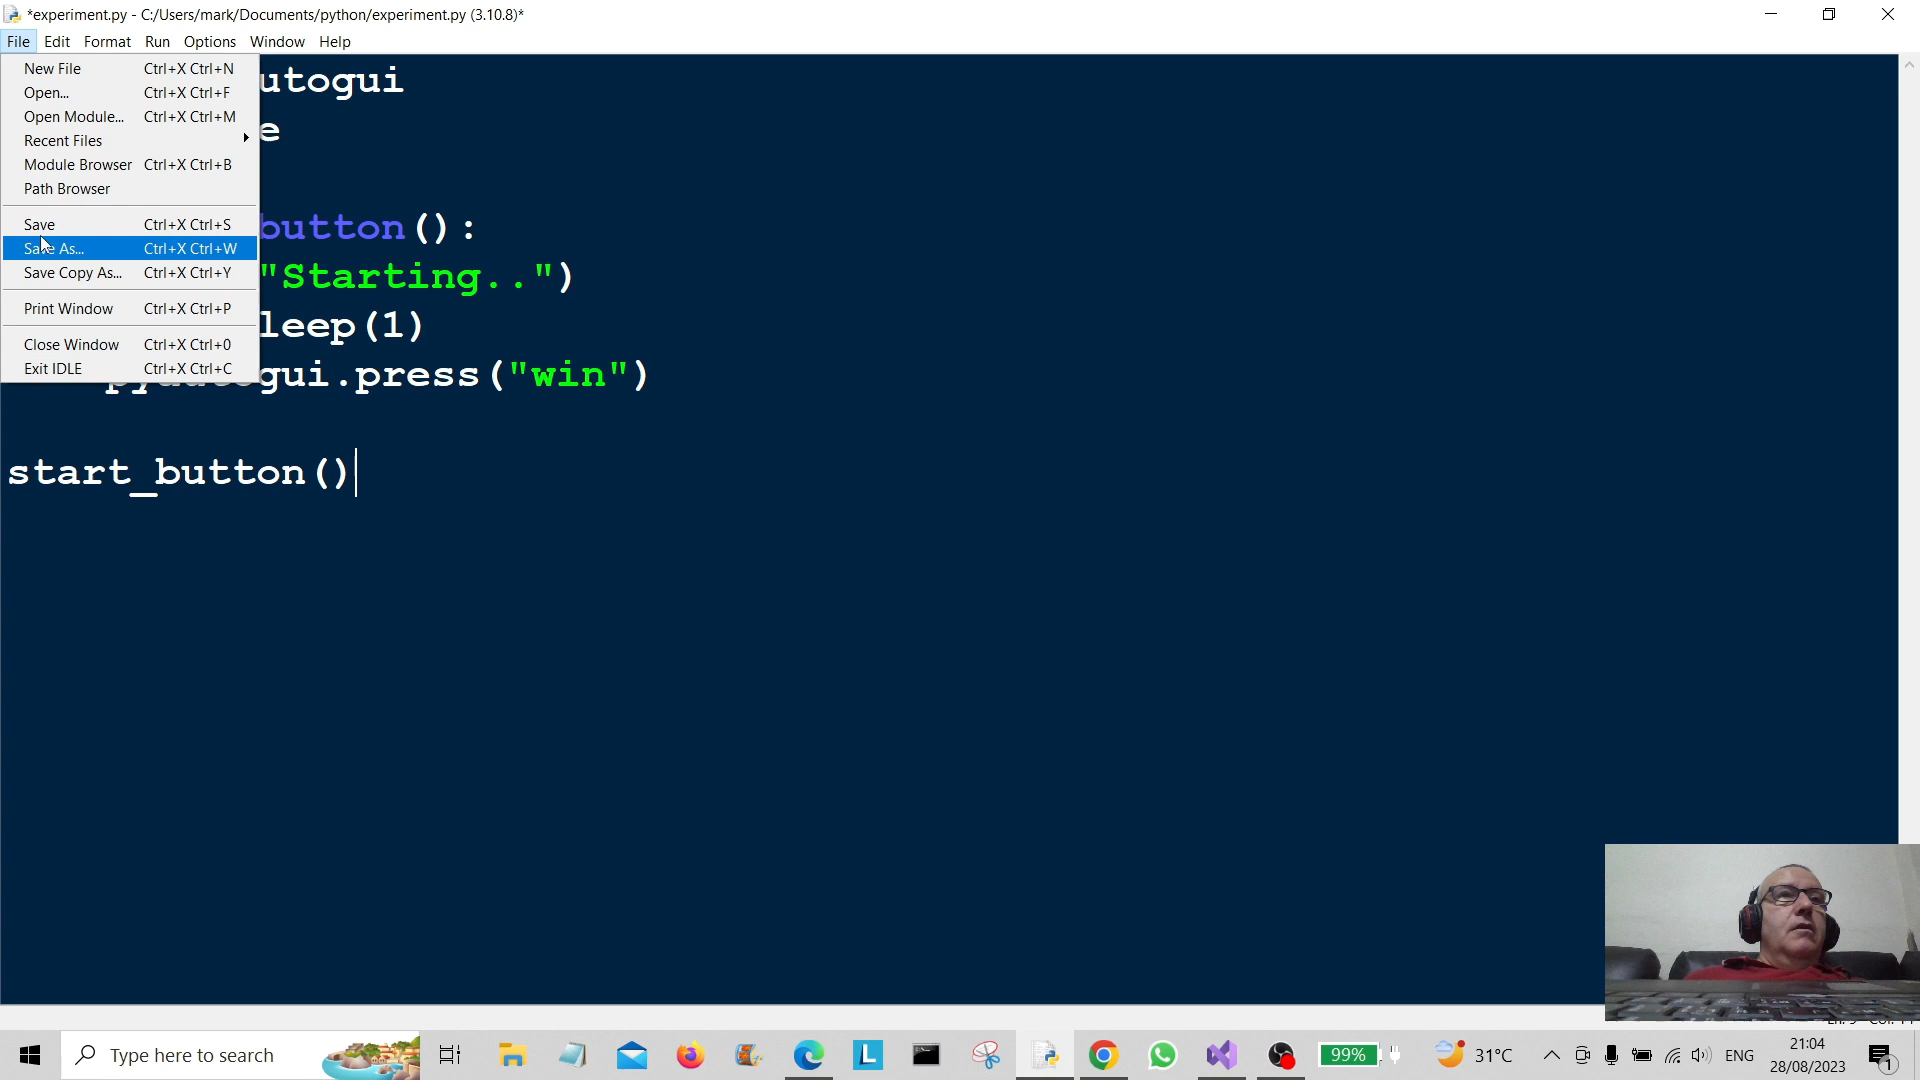 *experiment.py - C:/Users/mark/Documents/python/experiment.py (3.10.8)*
File Edit Format Run Options Window Help
New File Ctrl+X Ctrl+N
Open... Ctrl+X Ctrl+F
Open Module... Ctrl+X Ctrl+M
Recent Files
Module Browser Ctrl+X Ctrl+B
Path Browser
Save Ctrl+X Ctrl+S
Save As... Ctrl+X Ctrl+W
Save Copy As... Ctrl+X Ctrl+Y
Print Window Ctrl+X Ctrl+P
Close Window Ctrl+X Ctrl+0
Exit IDLE Ctrl+X Ctrl+C
utogui
e
button():
"Starting..")
leep(1)
pyautogui.press("win")
start_button()
Type here to search
L
99%
31°C
ENG
21:04
28/08/2023
1